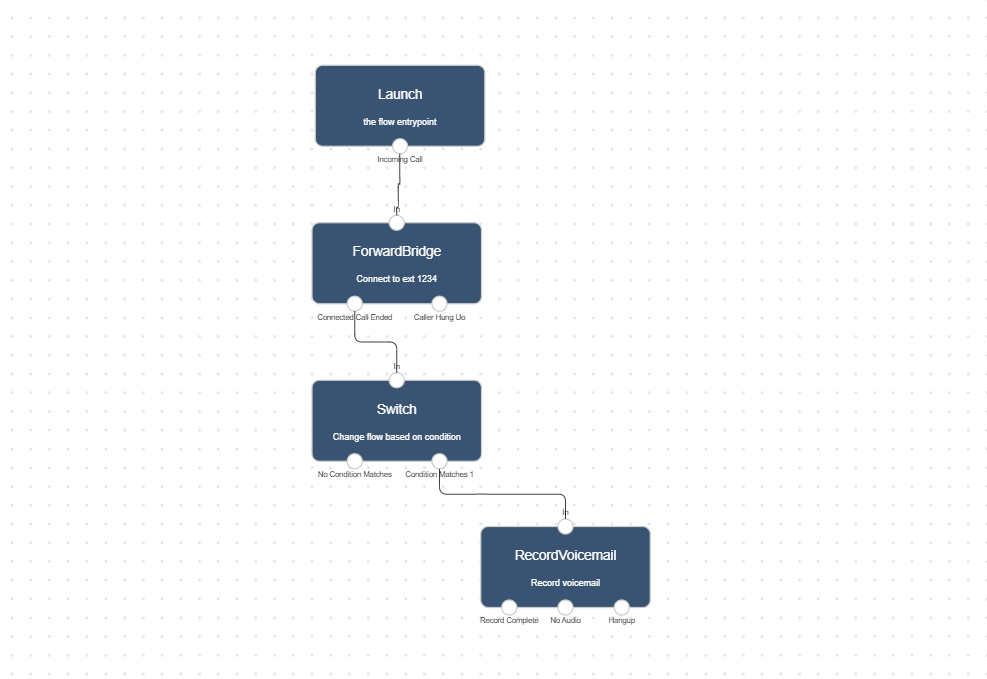 Launch
the flow entrypoint
Incoming Call
In
ForwardBridge
Connect to ext 1234
Connected Call Ended
Caller Hung Uo
In
Switch
Change flow based on condition
No Condition Matches
Condition Matches 1
In
RecordVoicemail
Record voicemail
Record Complete
No Audio
Hangup